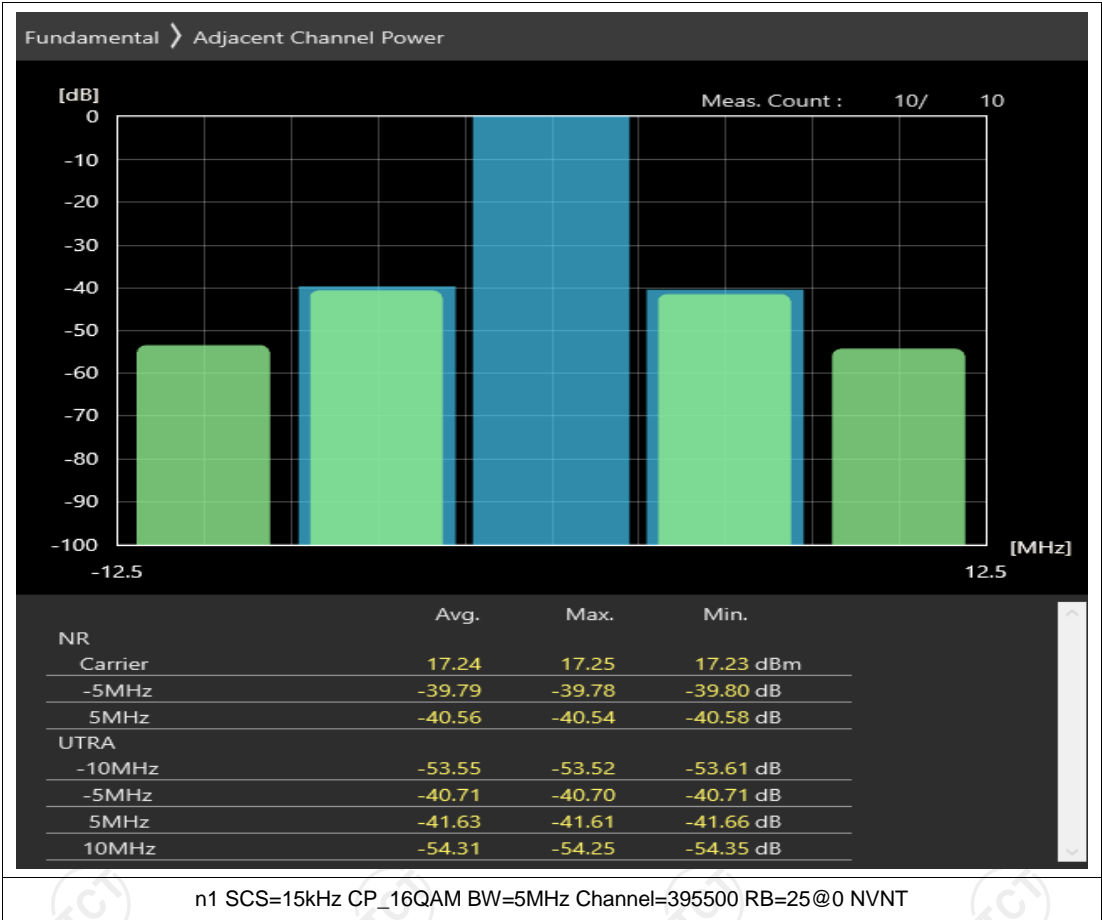 Fundamental 〉 Adjacent Channel Power
[dB]
Meas. Count : 10/ 10
0
-10
-20
-30
-40
-50
-60
-70
-80
-90
-100
[MHz]
-12.5 12.5
Avg. Max. Min.
NR
Carrier 17.24 17.25 17.23 dBm
-5MHz -39.79 -39.78 -39.80 dB
5MHz -40.56 -40.54 -40.58 dB
UTRA
-10MHz -53.55 -53.52 -53.61 dB
-5MHz -40.71 -40.70 -40.71 dB
5MHz -41.63 -41.61 -41.66 dB
10MHz -54.31 -54.25 -54.35 dB
n1 SCS=15kHz CP_16QAM BW=5MHz Channel=395500 RB=25@0 NVNT
TCT TCT TCT